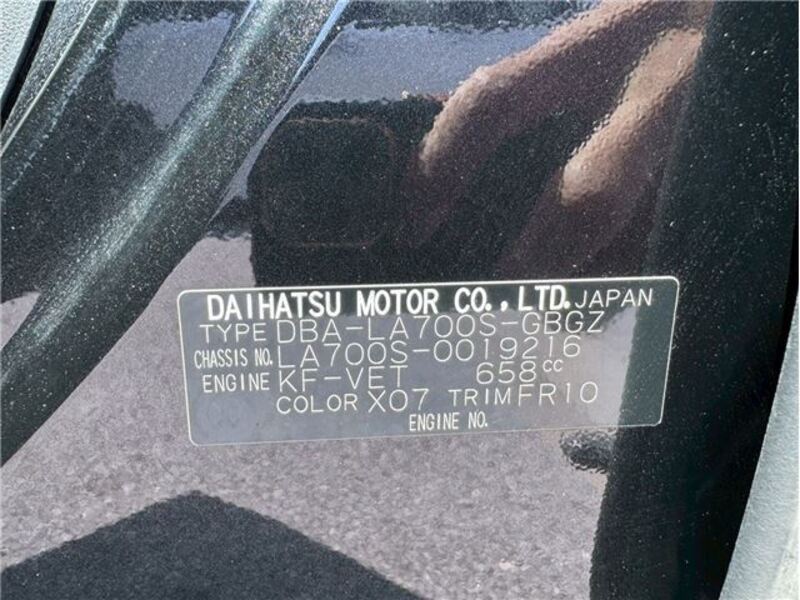 DAIHATSU MOTOR CO., LTD. JAPAN
TYPE DBA-LA700S-GBGZ
CHASSIS NO. LA700S-0019216
ENGINE KF-VET 658cc
COLOR X07 TRIM FR10
ENGINE NO.